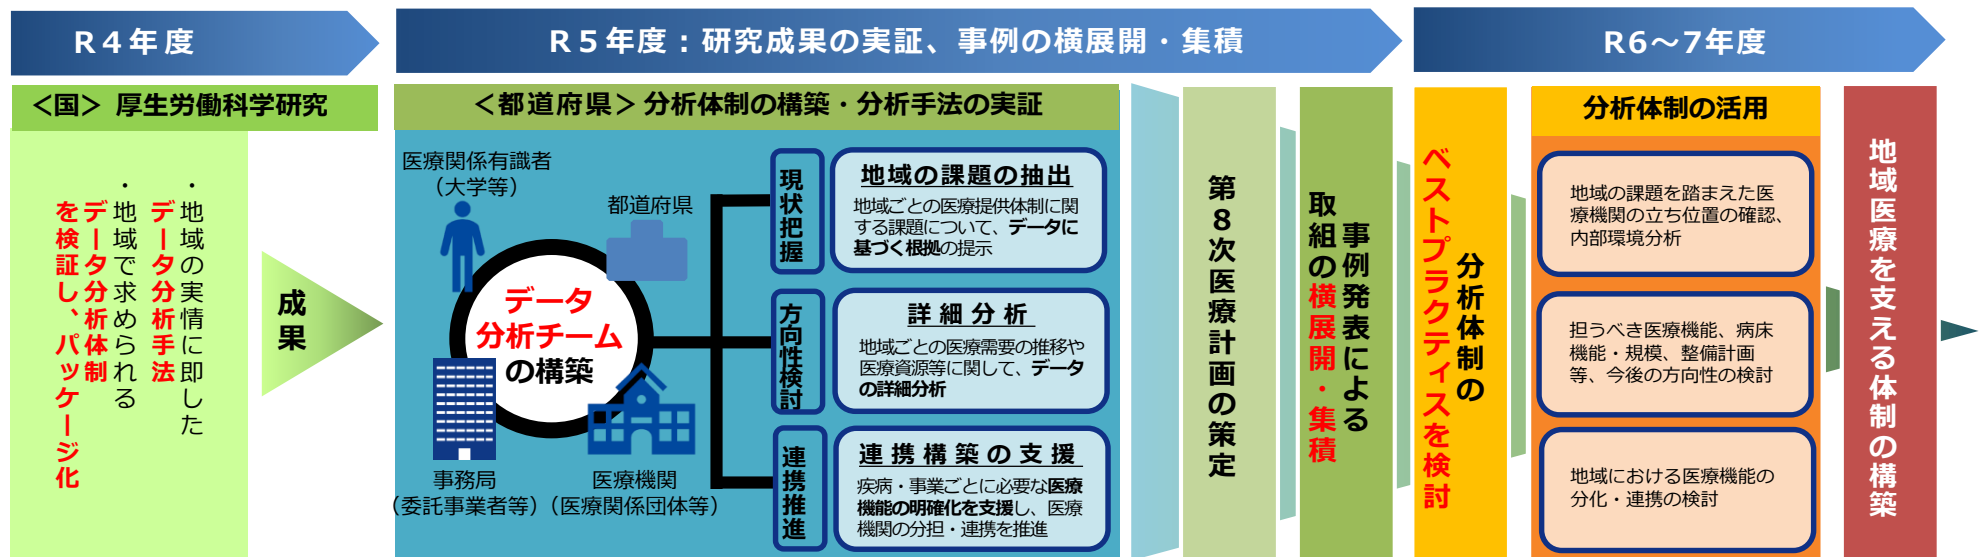 R4年度
R5年度：研究成果の実証、事例の横展開・集積
R6～7年度
＜国＞ 厚生労働科学研究
・地域の実情に即した
データ分析手法
・地域で求められる
データ分析体制
を検証し、パッケージ化
成果
＜都道府県＞分析体制の構築・分析手法の実証
医療関係有識者
（大学等）
都道府県
データ
分析チーム
の構築
事務局
（委託事業者等）
医療機関
（医療関係団体等）
現状把握
地域の課題の抽出
地域ごとの医療提供体制に関
する課題について、データに
基づく根拠の提示
方向性検討
詳細分析
地域ごとの医療需要の推移や
医療資源等に関して、データ
の詳細分析
連携推進
連携構築の支援
疾病・事業ごとに必要な医療
機能の明確化を支援し、医療
機関の分担・連携を推進
第8次医療計画の策定
事例発表による
取組の横展開・集積
分析体制の
ベストプラクティスを検討
分析体制の活用
地域の課題を踏まえた医
療機関の立ち位置の確認、
内部環境分析
担うべき医療機能、病床
機能・規模、整備計画
等、今後の方向性の検討
地域における医療機能の
分化・連携の検討
地域医療を支える体制の構築